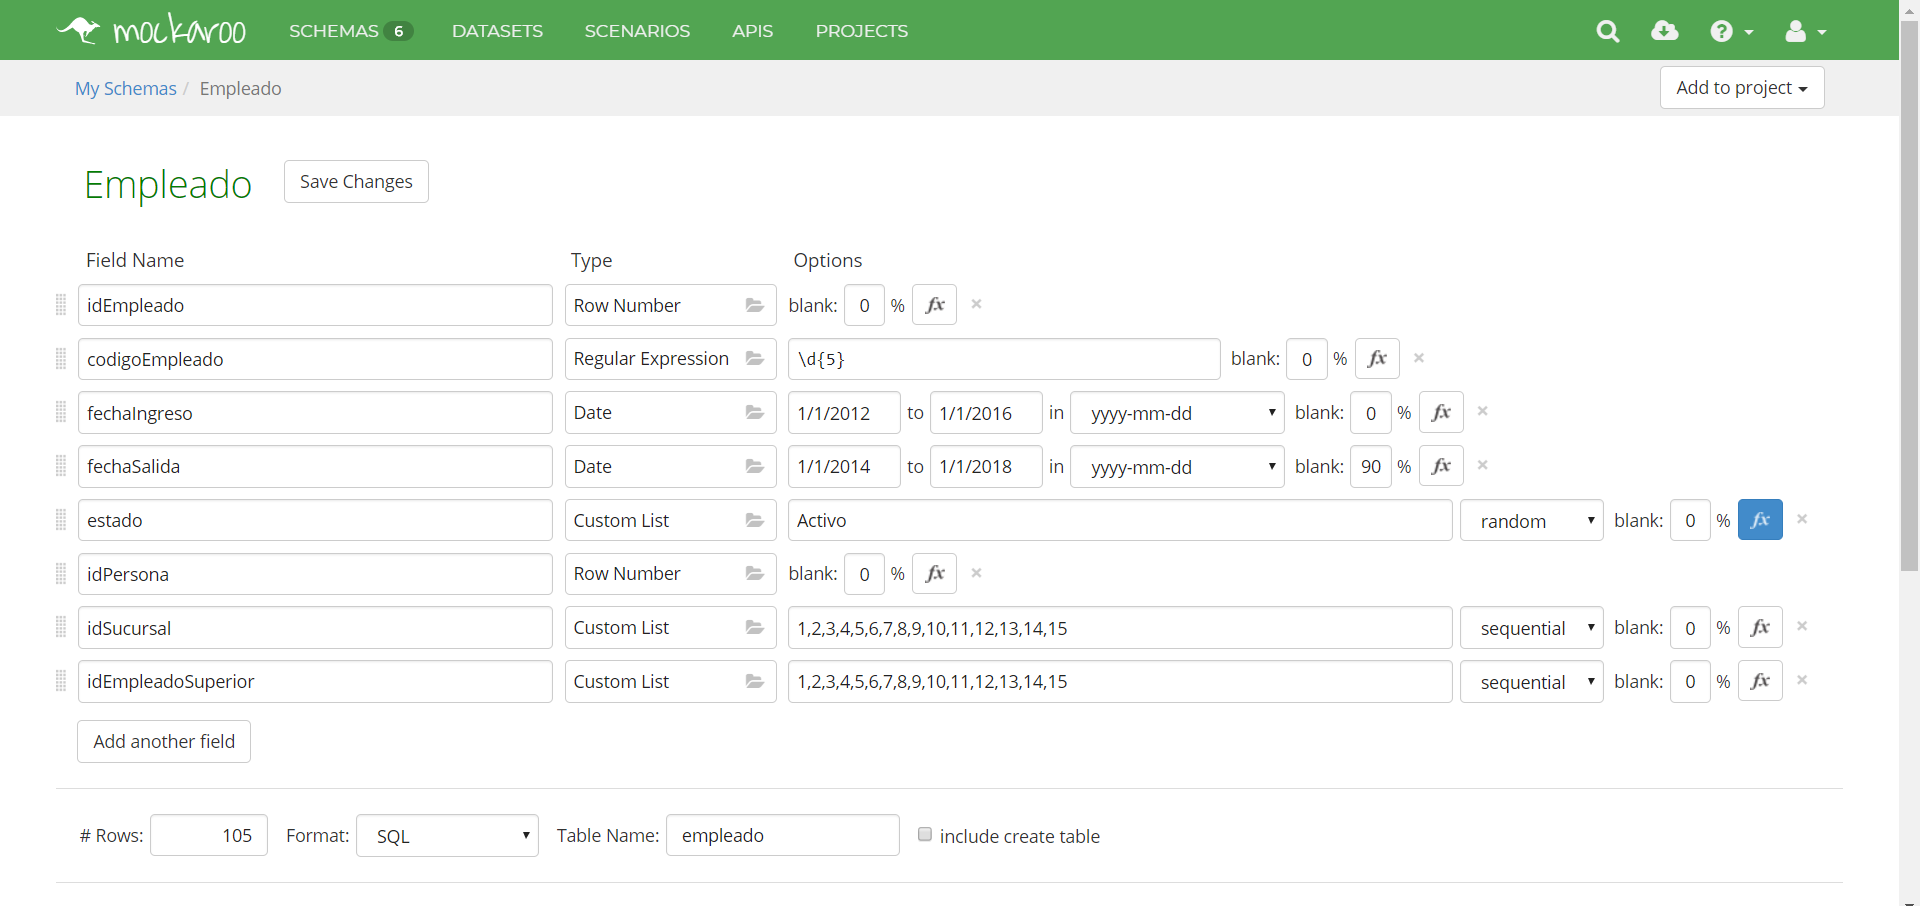 mockaroo SCHEMAS 6 DATASETS SCENARIOS APIS PROJECTS ?
My Schemas / Empleado Add to project
Empleado Save Changes
Field Name Type Options
idEmpleado Row Number blank: 0 % fx ×
codigoEmpleado Regular Expression \d{5} blank: 0 % fx ×
fechaIngreso Date 1/1/2012 to 1/1/2016 in yyyy-mm-dd blank: 0 % fx ×
fechaSalida Date 1/1/2014 to 1/1/2018 in yyyy-mm-dd blank: 90 % fx ×
estado Custom List Activo random blank: 0 % fx ×
idPersona Row Number blank: 0 % fx ×
idSucursal Custom List 1,2,3,4,5,6,7,8,9,10,11,12,13,14,15 sequential blank: 0 % fx ×
idEmpleadoSuperior Custom List 1,2,3,4,5,6,7,8,9,10,11,12,13,14,15 sequential blank: 0 % fx ×
Add another field
# Rows: 105 Format: SQL Table Name: empleado include create table